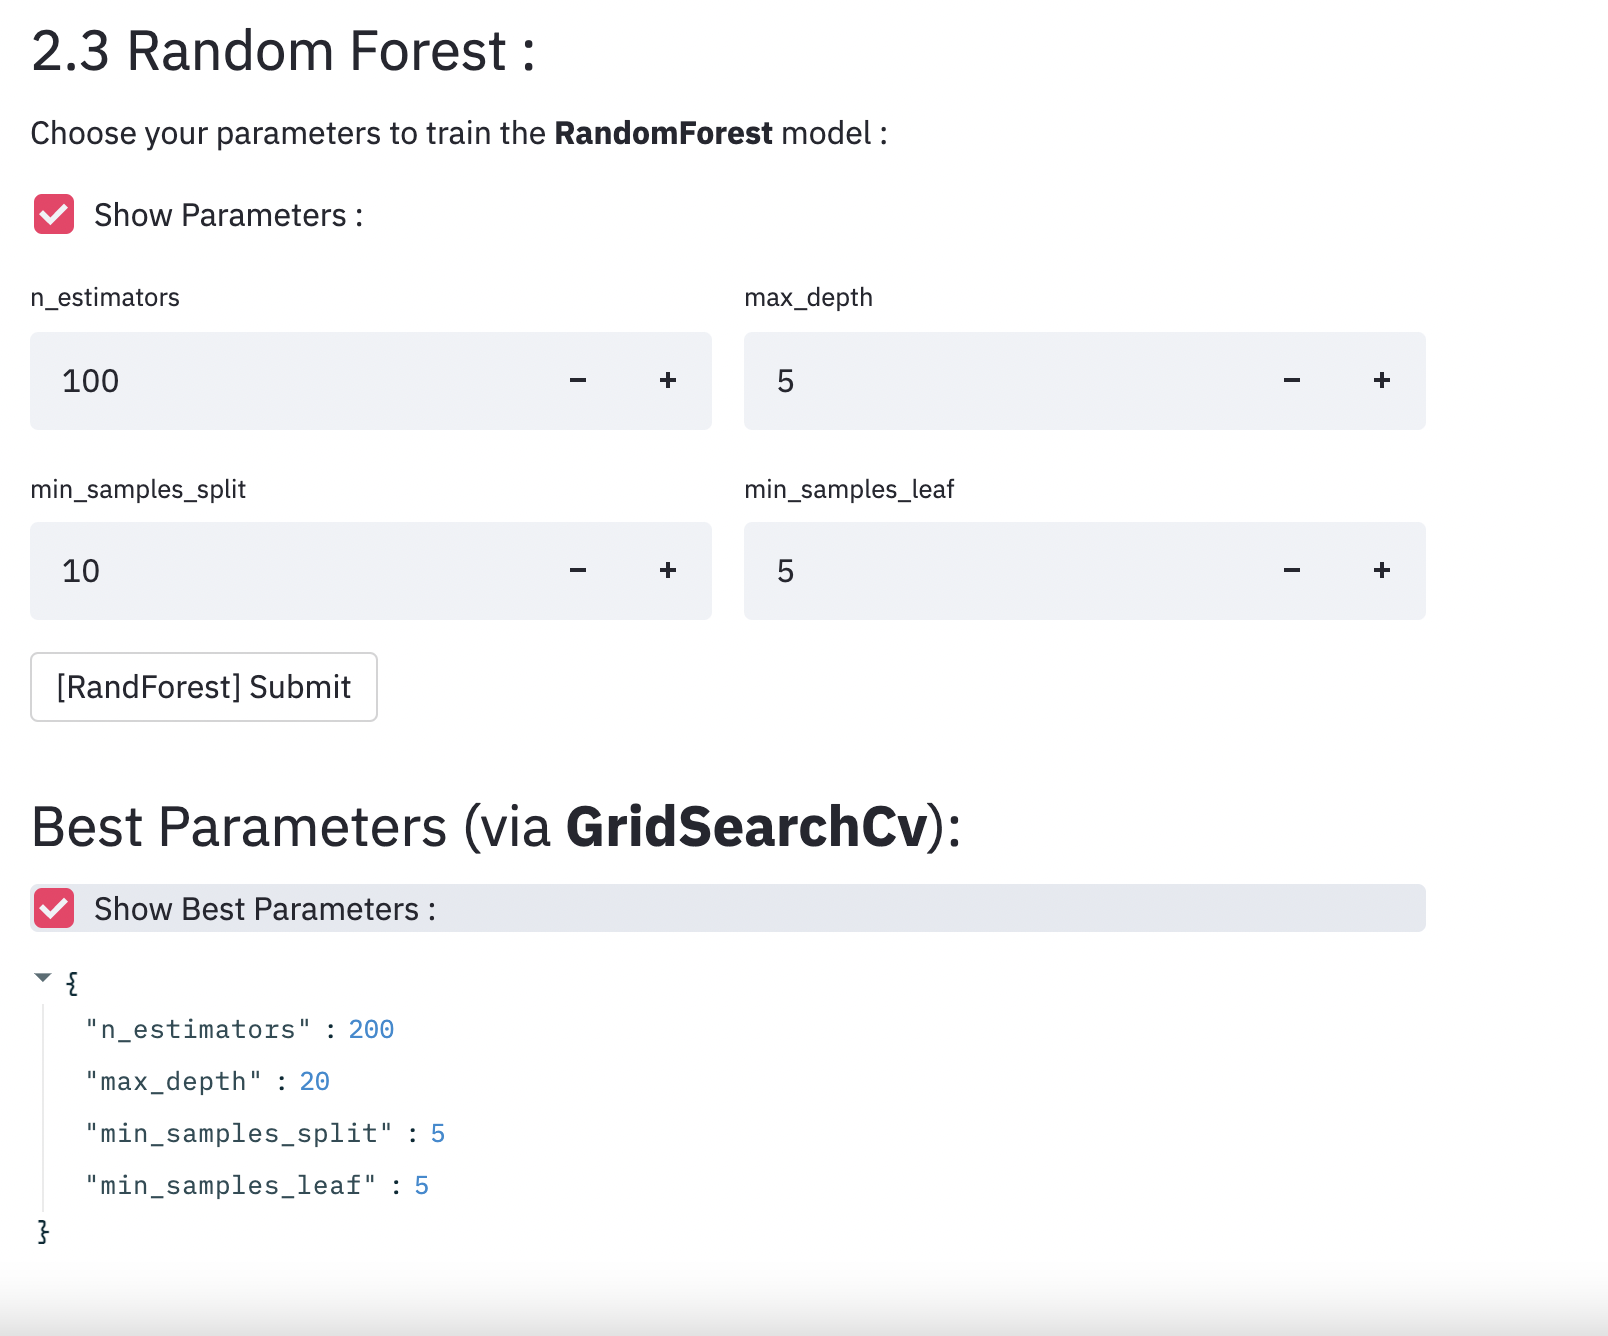 2.3 Random Forest :
Choose your parameters to train the RandomForest model :
Show Parameters :
n_estimators
100 − +
max_depth
5 − +
min_samples_split
10 − +
min_samples_leaf
5 − +
[RandForest] Submit
Best Parameters (via GridSearchCv):
Show Best Parameters :
{
"n_estimators" : 200
"max_depth" : 20
"min_samples_split" : 5
"min_samples_leaf" : 5
}